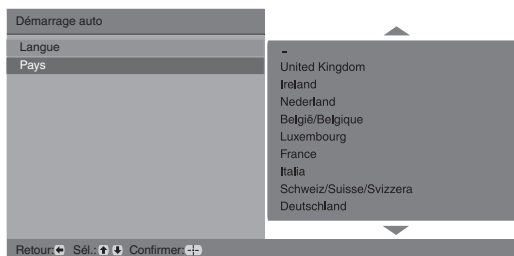 Démarrage auto
Langue
Pays
–
United Kingdom
Ireland
Nederland
België/Belgique
Luxembourg
France
Italia
Schweiz/Suisse/Svizzera
Deutschland
Retour: Sél.: Confirmer: